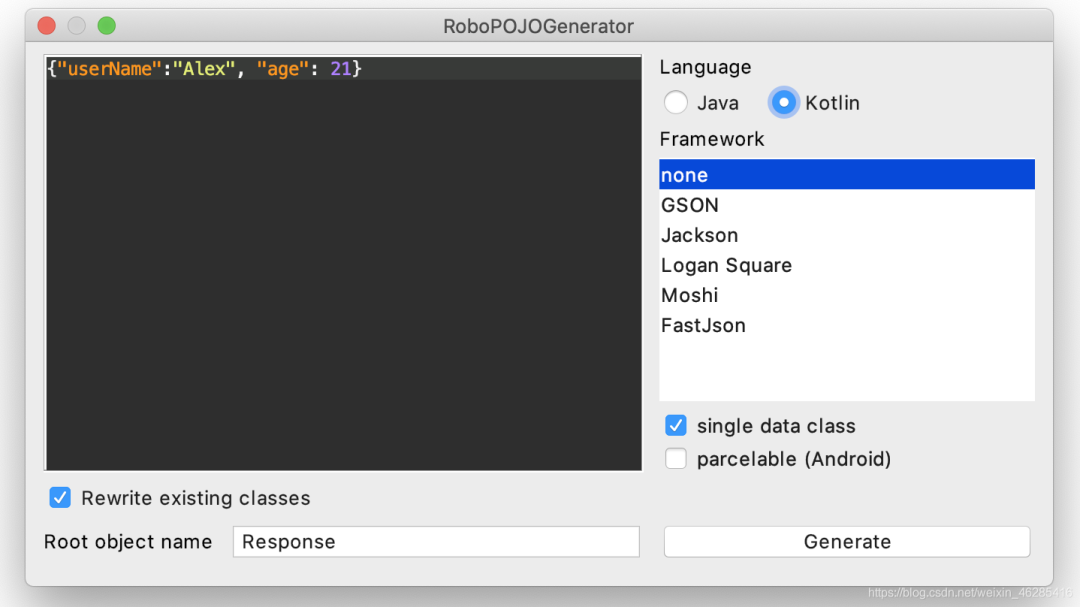 RoboPOJOGenerator
{"userName":"Alex", "age": 21}
Language
Java Kotlin
Framework
none
GSON
Jackson
Logan Square
Moshi
FastJson
single data class
parcelable (Android)
Rewrite existing classes
Root object name Response Generate
https://blog.csdn.net/weixin_46285416